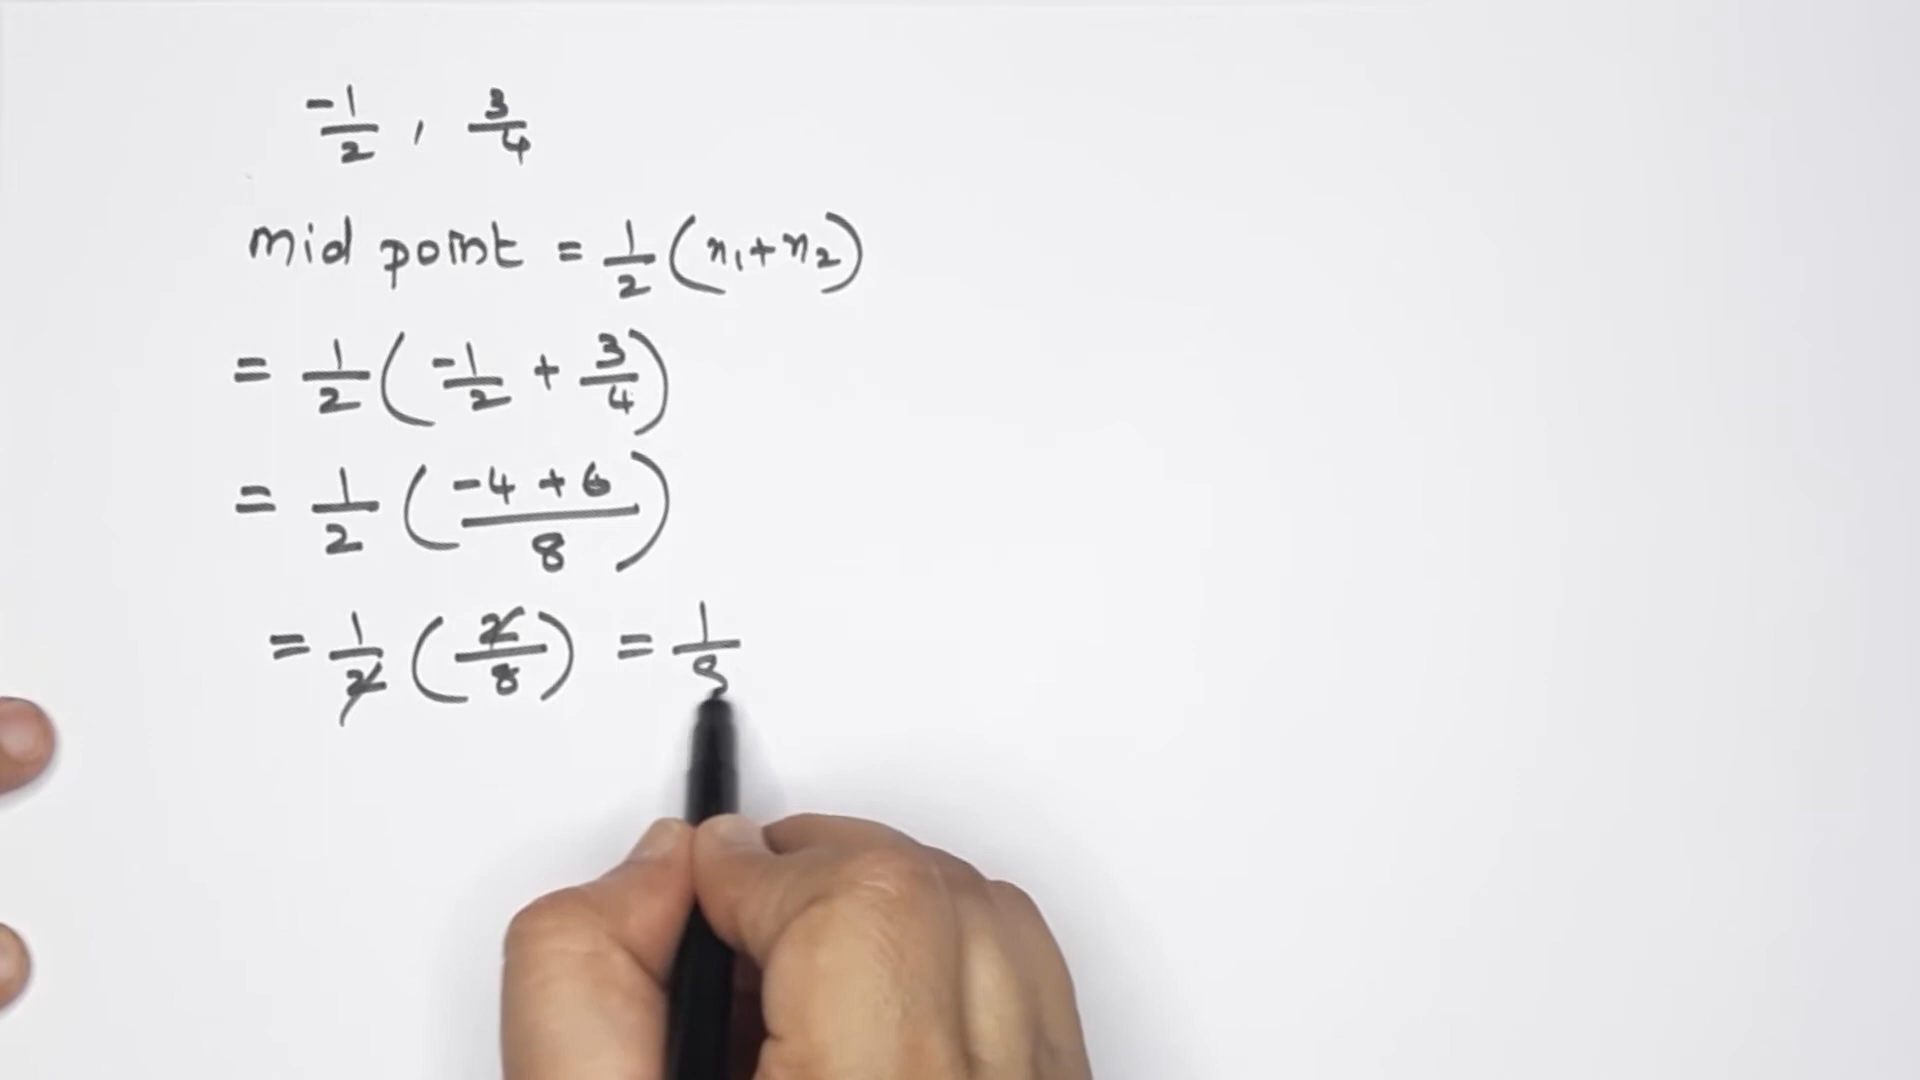 -1/2 , 3/4
mid point = 1/2 (x₁+x₂)
= 1/2 (-1/2 + 3/4)
= 1/2 (-4+6/8)
= 1/2 (2/8) = 1/8